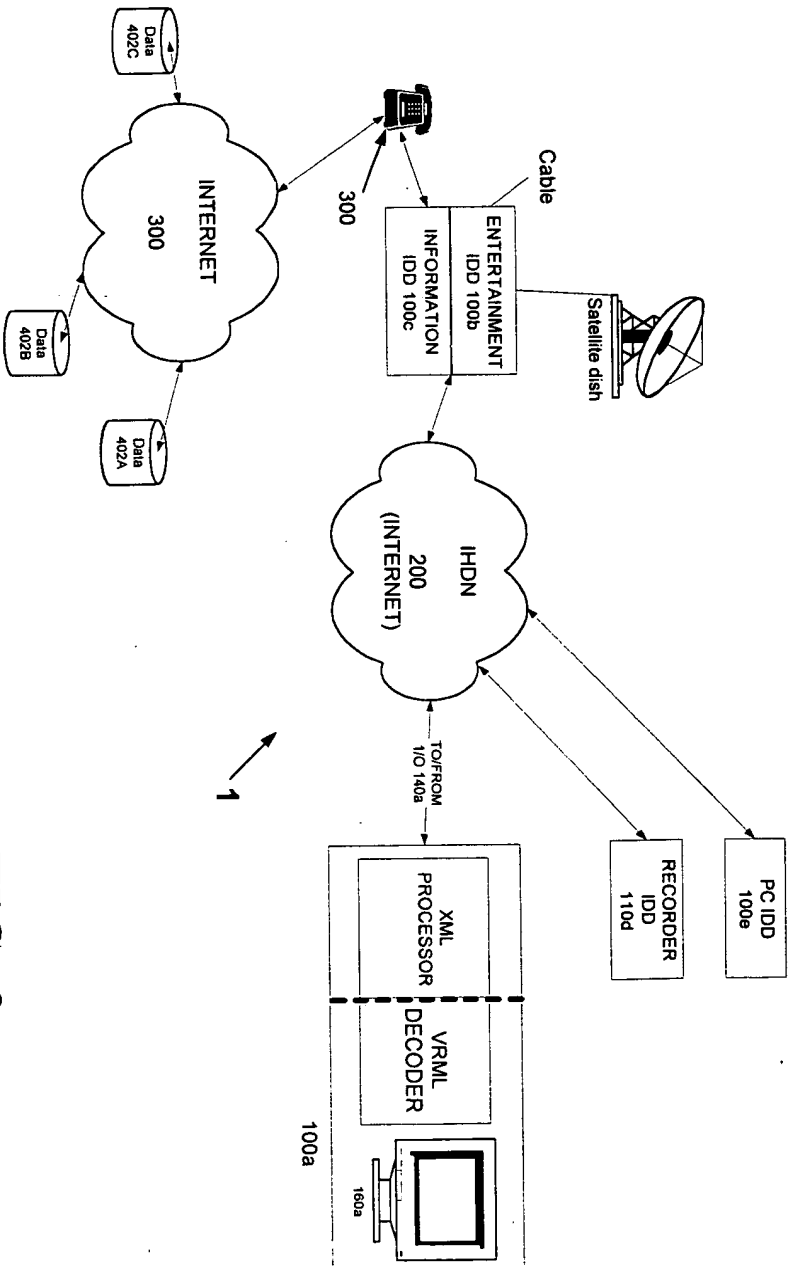 Data
402C
INTERNET
300
Data
402B
Data
402A
300
Cable
ENTERTAINMENT
IDD 100b
INFORMATION
IDD 100c
Satellite dish
IHDN
200
(INTERNET)
TO/FROM
I/O 140a
1
PC IDD
100e
RECORDER
IDD
110d
XML
PROCESSOR
VRML
DECODER
100a
160a